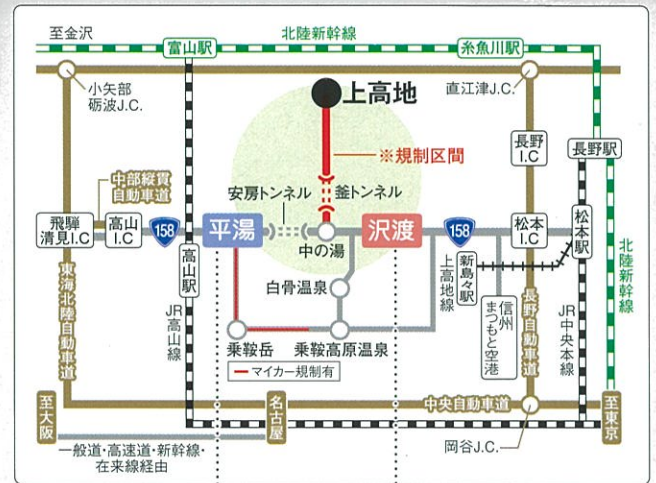 至金沢
北陸新幹線
富山駅
糸魚川駅
小矢部
砺波J.C.
上高地
直江津J.C.
※規制区間
長野
I.C
長野駅
中部縦貫
自動車道
安房トンネル
釜トンネル
飛騨
清見I.C
高山
I.C
158
平湯
中の湯
沢渡
158
松本
I.C
松本駅
高山駅
新島々駅
上高地線
白骨温泉
信州
まつもと空港
北陸新幹線
東海北陸自動車道
JR高山線
長野自動車道
JR中央本線
乗鞍岳
乗鞍高原温泉
マイカー規制有
至大阪
名古屋
中央自動車道
至東京
一般道・高速道・新幹線・
在来線経由
岡谷J.C.